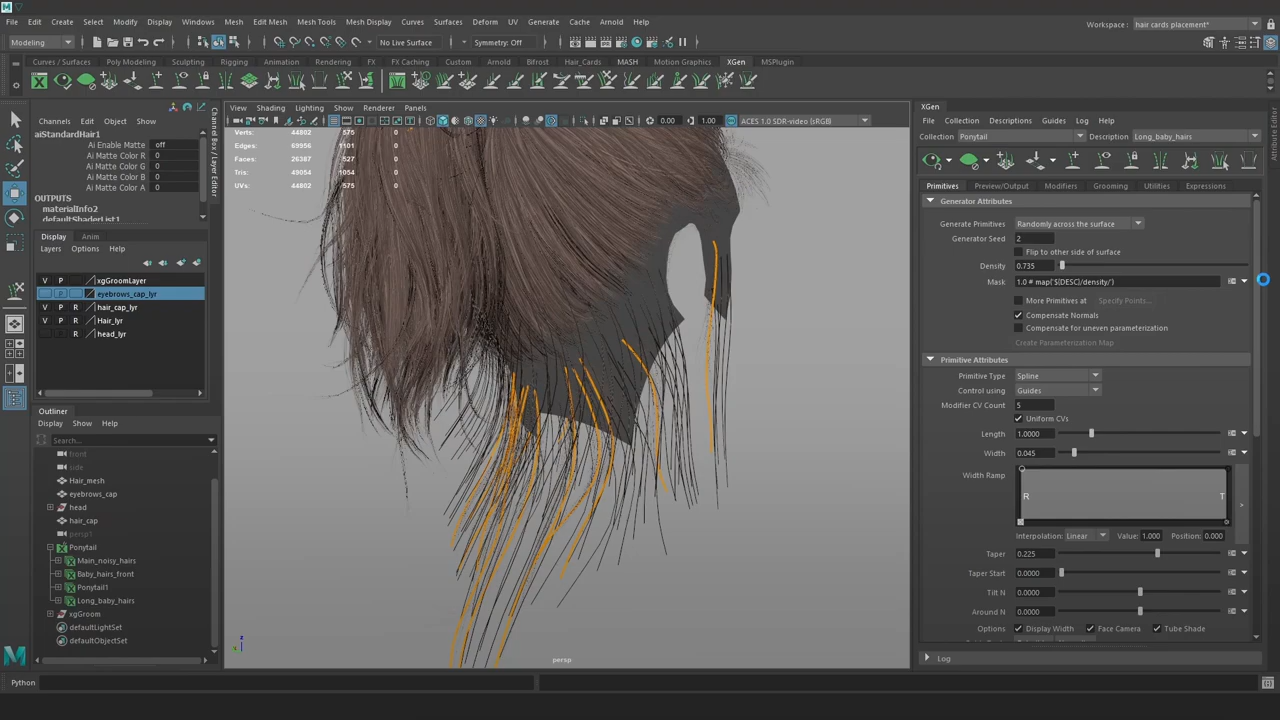 File Edit Create Select Modify Display Windows Mesh Edit Mesh Mesh Tools Mesh Display Curves Surfaces Deform UV Generate Cache Arnold Help
Workspace : hair cards placement*
Modeling
No Live Surface
Symmetry: Off
Curves / Surfaces Poly Modeling Sculpting Rigging Animation Rendering FX FX Caching Custom Arnold Bifrost Hair_Cards MASH Motion Graphics XGen MSPlugin
Channels Edit Object Show
aiStandardHair1
Ai Enable Matte off
Ai Matte Color R 0
Ai Matte Color G 0
Ai Matte Color B 0
Ai Matte Color A 0
OUTPUTS
materialInfo2
defaultShaderList1
Channel Box / Layer Editor
Display Anim
Layers Options Help
V P xgGroomLayer
P eyebrows_cap_lyr
V P R hair_cap_lyr
V P R Hair_lyr
R head_lyr
Outliner
Display Show Help
Search...
front
side
Hair_mesh
eyebrows_cap
head
hair_cap
persp1
Ponytail
Main_noisy_hairs
Baby_hairs_front
Ponytail1
Long_baby_hairs
xgGroom
defaultLightSet
defaultObjectSet
View Shading Lighting Show Renderer Panels
0.00 1.00 ACES 1.0 SDR-video (sRGB)
Verts: 44802 575 0
Edges: 69956 1101 0
Faces: 26387 527 0
Tris: 49054 1054 0
UVs: 44802 575 0
z
persp
XGen
File Collection Descriptions Guides Log Help
Collection Ponytail Description Long_baby_hairs
Primitives Preview/Output Modifiers Grooming Utilities Expressions
Generator Attributes
Generate Primitives Randomly across the surface
Generator Seed 2
Flip to other side of surface
Density 0.735
Mask 1.0 # map('${DESC}/density/')
More Primitives at Specify Points...
Compensate Normals
Compensate for uneven parameterization
Create Parameterization Map
Primitive Attributes
Primitive Type Spline
Control using Guides
Modifier CV Count 5
Uniform CVs
Length 1.0000
Width 0.045
Width Ramp R T >
Interpolation: Linear Value: 1.000 Position: 0.000
Taper 0.225
Taper Start 0.0000
Tilt N 0.0000
Around N 0.0000
Options Display Width Face Camera Tube Shade
Log
Attribute Editor
Python